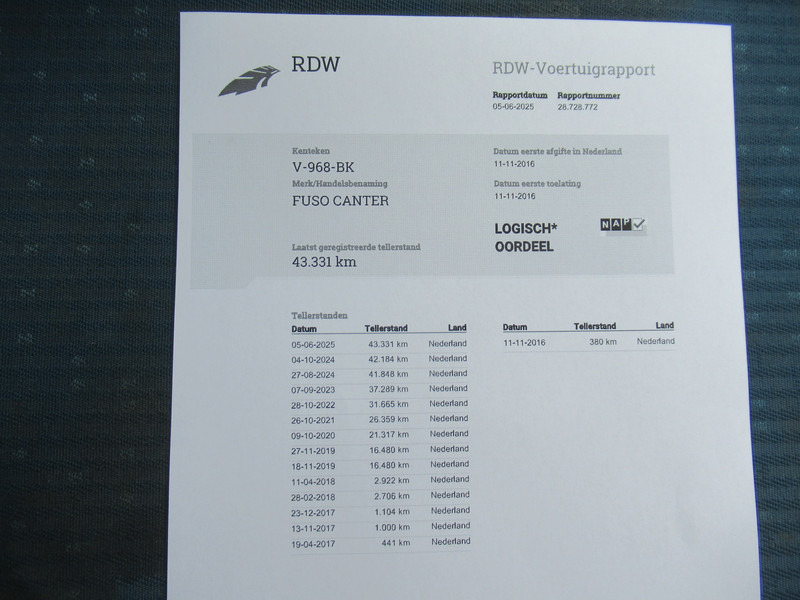 RDW
RDW-Voertuigrapport
Rapportdatum Rapportnummer
05-06-2025 28.728.772
Kenteken
V-968-BK
Merk/Handelsbenaming
FUSO CANTER
Laatst geregistreerde tellerstand
43.331 km
Datum eerste afgifte in Nederland
11-11-2016
Datum eerste toelating
11-11-2016
LOGISCH*
OORDEEL
NAP
Tellerstanden
Datum Tellerstand Land
05-06-2025 43.331 km Nederland
04-10-2024 42.184 km Nederland
27-08-2024 41.848 km Nederland
07-09-2023 37.289 km Nederland
28-10-2022 31.665 km Nederland
26-10-2021 26.359 km Nederland
09-10-2020 21.317 km Nederland
27-11-2019 16.480 km Nederland
18-11-2019 16.480 km Nederland
11-04-2018 2.922 km Nederland
28-02-2018 2.706 km Nederland
23-12-2017 1.104 km Nederland
13-11-2017 1.000 km Nederland
19-04-2017 441 km Nederland
Datum Tellerstand Land
11-11-2016 380 km Nederland